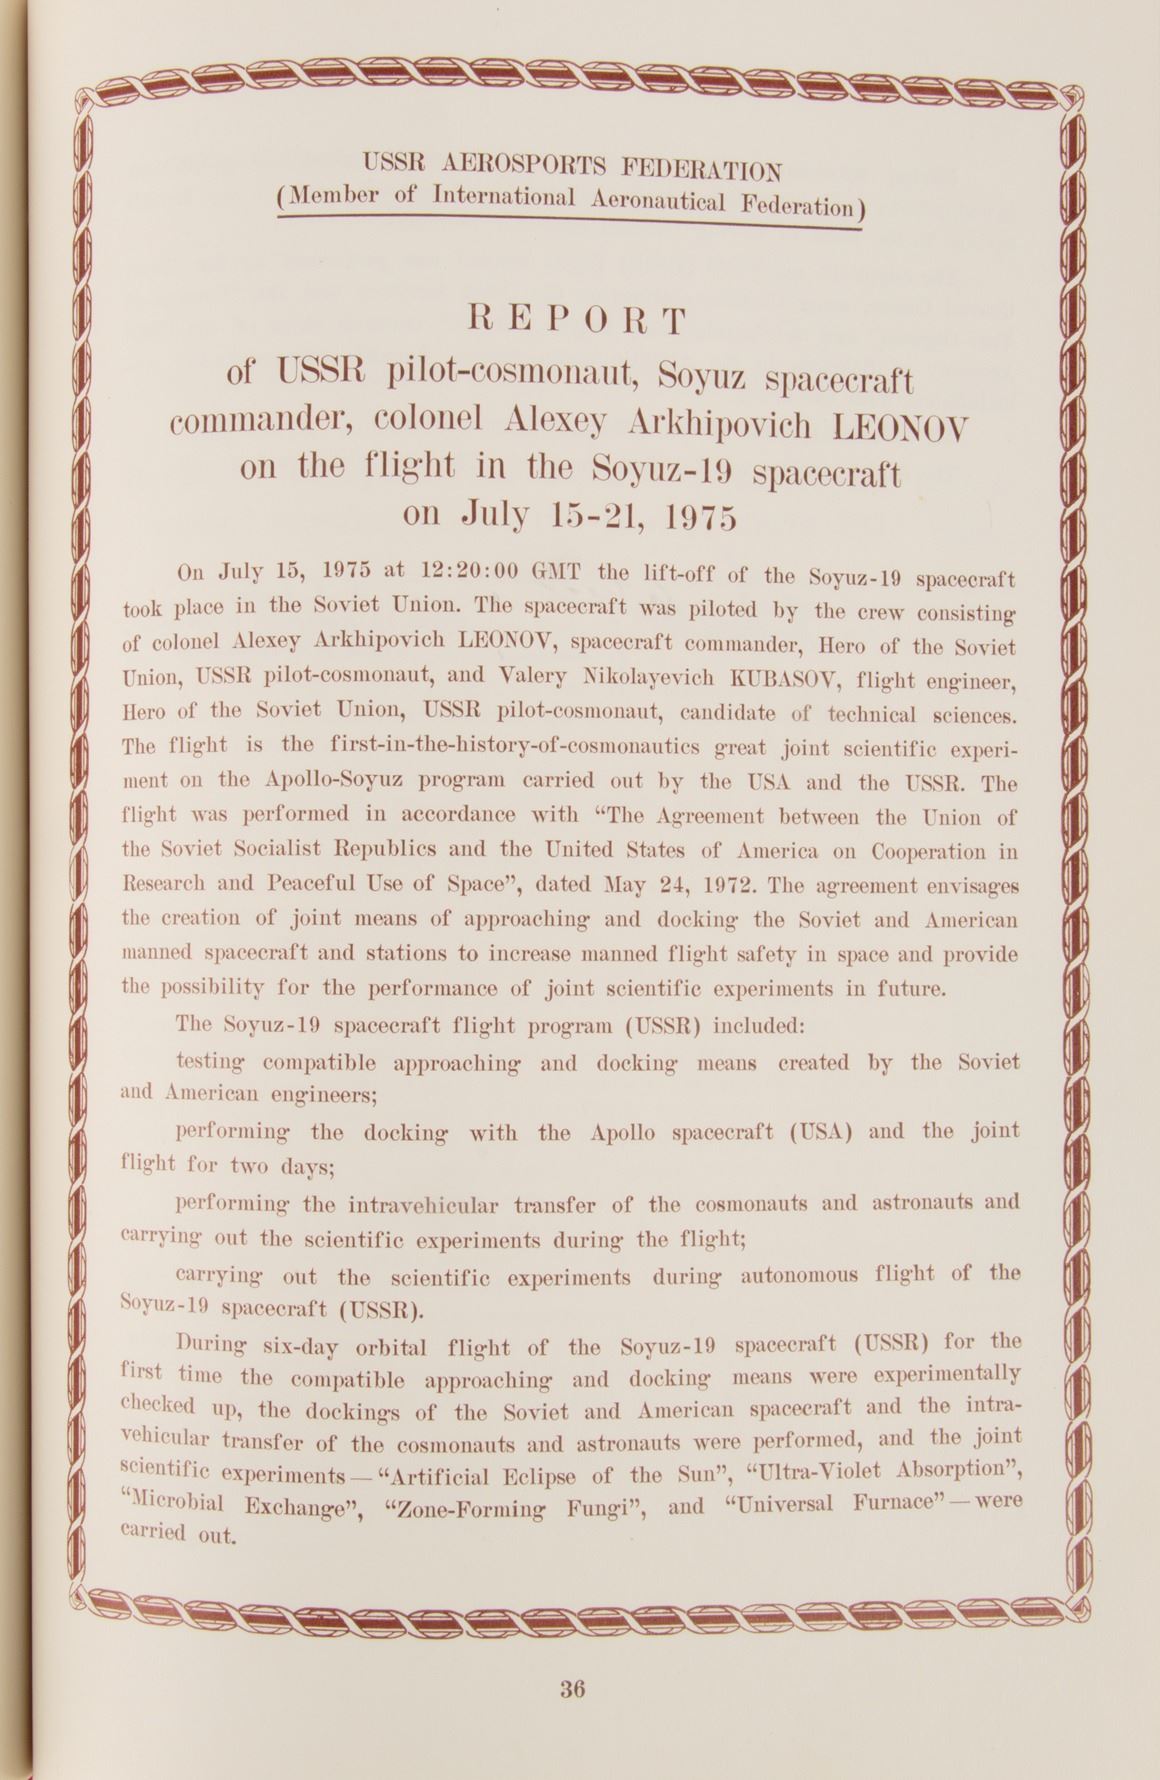 USSR AEROSPORTS FEDERATION
(Member of International Aeronautical Federation)
REPORT
of USSR pilot-cosmonaut, Soyuz spacecraft
commander, colonel Alexey Arkhipovich LEONOV
on the flight in the Soyuz-19 spacecraft
on July 15-21, 1975
On July 15, 1975 at 12:20:00 GMT the lift-off of the Soyuz-19 spacecraft
took place in the Soviet Union. The spacecraft was piloted by the crew consisting
of colonel Alexey Arkhipovich LEONOV, spacecraft commander, Hero of the Soviet
Union, USSR pilot-cosmonaut, and Valery Nikolayevich KUBASOV, flight engineer,
Hero of the Soviet Union, USSR pilot-cosmonaut, candidate of technical sciences.
The flight is the first-in-the-history-of-cosmonautics great joint scientific experi-
ment on the Apollo-Soyuz program carried out by the USA and the USSR. The
flight was performed in accordance with “The Agreement between the Union of
the Soviet Socialist Republics and the United States of America on Cooperation in
Research and Peaceful Use of Space”, dated May 24, 1972. The agreement envisages
the creation of joint means of approaching and docking the Soviet and American
manned spacecraft and stations to increase manned flight safety in space and provide
the possibility for the performance of joint scientific experiments in future.
The Soyuz-19 spacecraft flight program (USSR) included:
testing compatible approaching and docking means created by the Soviet
and American engineers;
performing the docking with the Apollo spacecraft (USA) and the joint
flight for two days;
performing the intravehicular transfer of the cosmonauts and astronauts and
carrying out the scientific experiments during the flight;
carrying out the scientific experiments during autonomous flight of the
Soyuz-19 spacecraft (USSR).
During six-day orbital flight of the Soyuz-19 spacecraft (USSR) for the
first time the compatible approaching and docking means were experimentally
checked up, the dockings of the Soviet and American spacecraft and the intra-
vehicular transfer of the cosmonauts and astronauts were performed, and the joint
scientific experiments — “Artificial Eclipse of the Sun”, “Ultra-Violet Absorption”,
“Microbial Exchange”, “Zone-Forming Fungi”, and “Universal Furnace” — were
carried out.
36